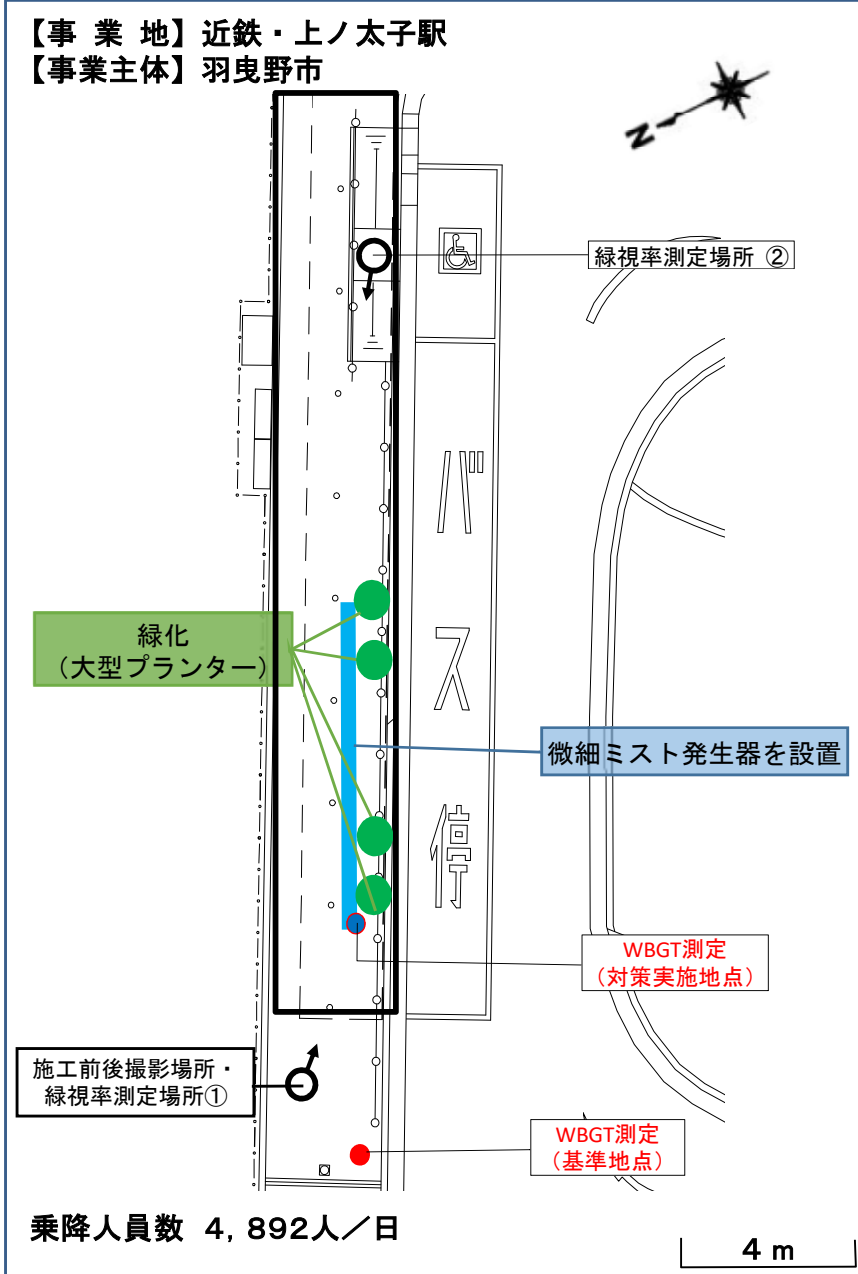 【事 業 地】近鉄・上ノ太子駅
【事業主体】羽曳野市
N
緑視率測定場所 ②
バス停
緑化
（大型プランター）
微細ミスト発生器を設置
WBGT測定
（対策実施地点）
施工前後撮影場所・
緑視率測定場所①
WBGT測定
（基準地点）
乗降人員数 4,892人／日
4 m